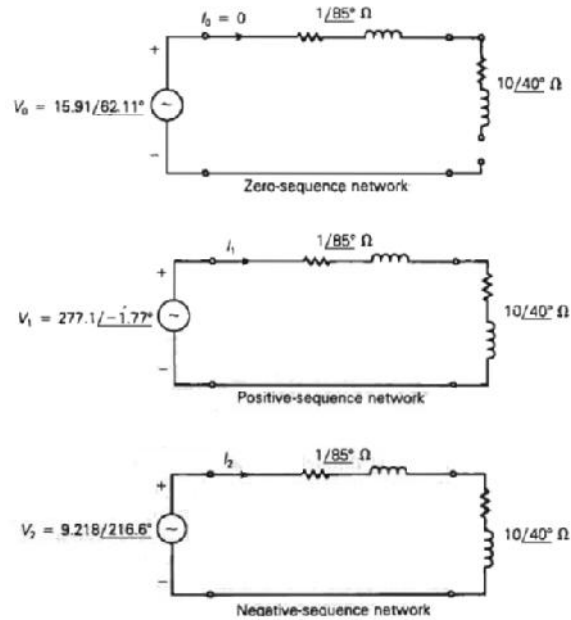 I₀ = 0
1/85° Ω
+
10/40° Ω
V₀ = 15.91/62.11°
~
−
Zero-sequence network
I₁
1/85° Ω
+
V₁ = 277.1/−1.77°
~
10/40° Ω
−
Positive-sequence network
I₂
1/85° Ω
+
V₂ = 9.218/216.6°
~
10/40° Ω
−
Negative-sequence network